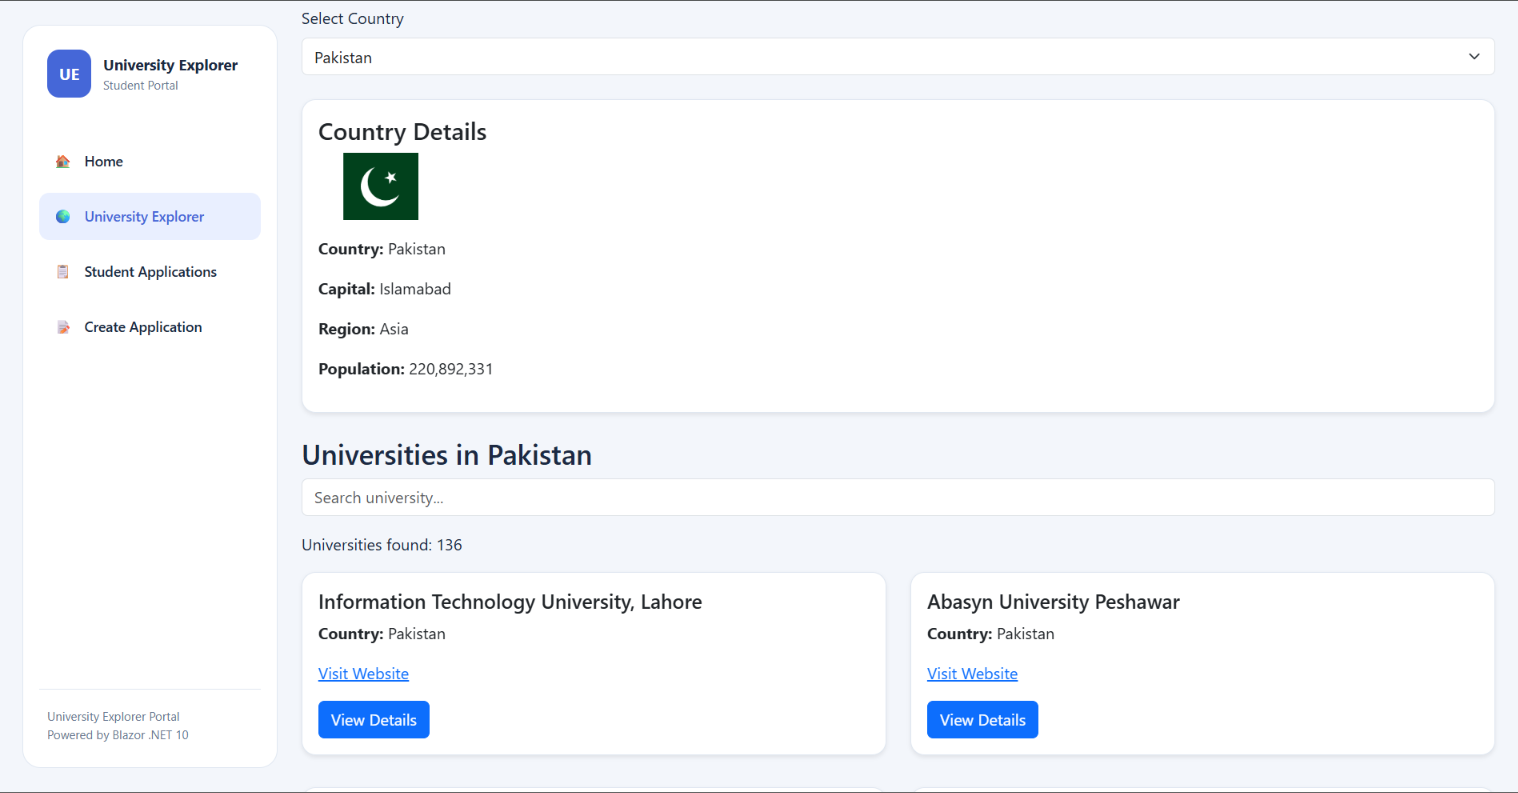 UE
University Explorer
Student Portal
Home
University Explorer
Student Applications
Create Application
University Explorer Portal
Powered by Blazor .NET 10
Select Country
Pakistan
Country Details
Country: Pakistan
Capital: Islamabad
Region: Asia
Population: 220,892,331
Universities in Pakistan
Search university...
Universities found: 136
Information Technology University, Lahore
Country: Pakistan
Visit Website
View Details
Abasyn University Peshawar
Country: Pakistan
Visit Website
View Details